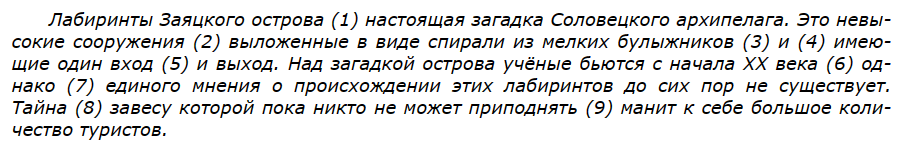 Лабиринты Заяцкого острова (1) настоящая загадка Соловецкого архипелага. Это невы-
сокие сооружения (2) выложенные в виде спирали из мелких булыжников (3) и (4) имею-
щие один вход (5) и выход. Над загадкой острова учёные бьются с начала XX века (6) од-
нако (7) единого мнения о происхождении этих лабиринтов до сих пор не существует.
Тайна (8) завесу которой пока никто не может приподнять (9) манит к себе большое коли-
чество туристов.